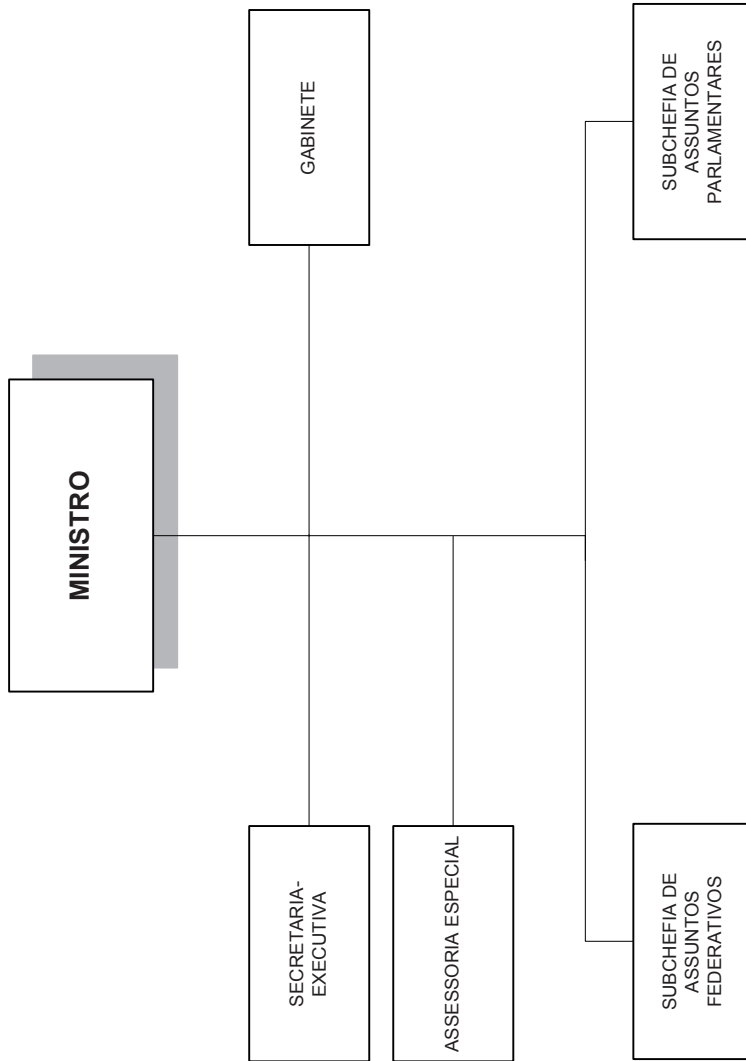 MINISTRO
SECRETARIA-
EXECUTIVA
GABINETE
ASSESSORIA ESPECIAL
SUBCHEFIA DE
ASSUNTOS
FEDERATIVOS
SUBCHEFIA DE
ASSUNTOS
PARLAMENTARES